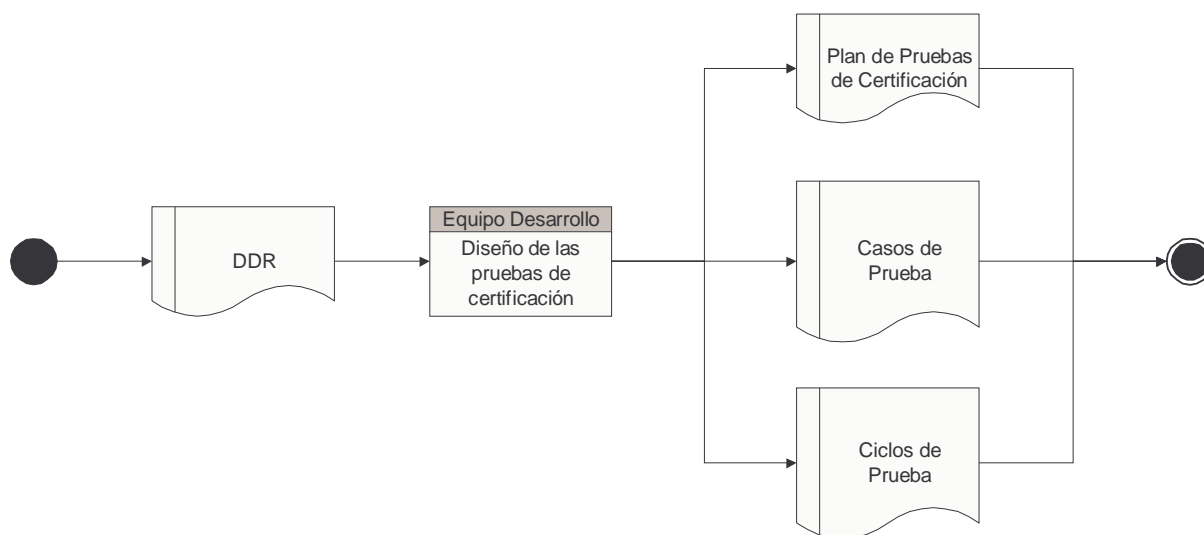 Plan de Pruebas
de Certificación
DDR
Equipo Desarrollo
Diseño de las
pruebas de
certificación
Casos de
Prueba
Ciclos de
Prueba